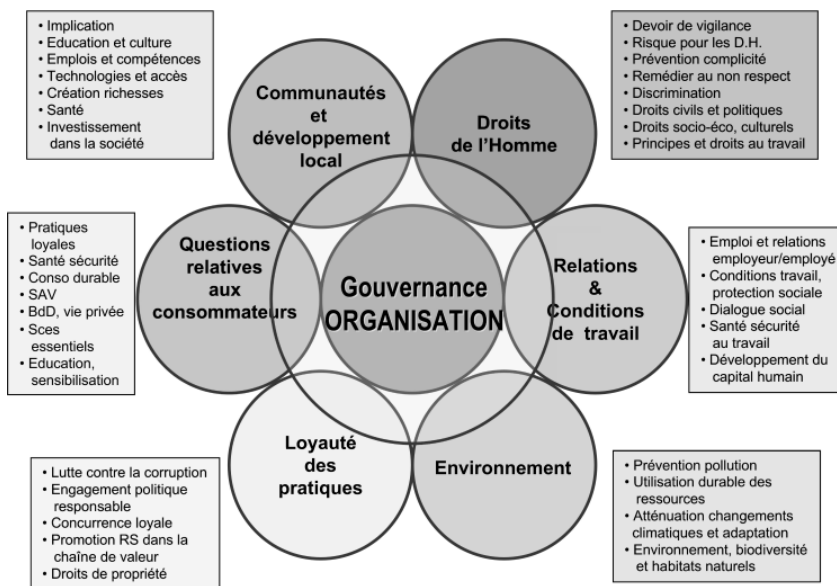 • Implication
• Education et culture
• Emplois et compétences
• Technologies et accès
• Création richesses
• Santé
• Investissement
dans la société
Communautés
et
développement
local
Droits
de l'Homme
• Devoir de vigilance
• Risque pour les D.H.
• Prévention complicité
• Remédier au non respect
• Discrimination
• Droits civils et politiques
• Droits socio-éco, culturels
• Principes et droits au travail
• Pratiques
loyales
• Santé sécurité
• Conso durable
• SAV
• BdD, vie privée
• Sces
essentiels
• Education,
sensibilisation
Questions
relatives
aux
consommateurs
Gouvernance
ORGANISATION
Relations
&
Conditions
de travail
• Emploi et relations
employeur/employé
• Conditions travail,
protection sociale
• Dialogue social
• Santé sécurité
au travail
• Développement du
capital humain
• Lutte contre la corruption
• Engagement politique
responsable
• Concurrence loyale
• Promotion RS dans la
chaîne de valeur
• Droits de propriété
Loyauté
des
pratiques
Environnement
• Prévention pollution
• Utilisation durable des
ressources
• Atténuation changements
climatiques et adaptation
• Environnement, biodiversité
et habitats naturels